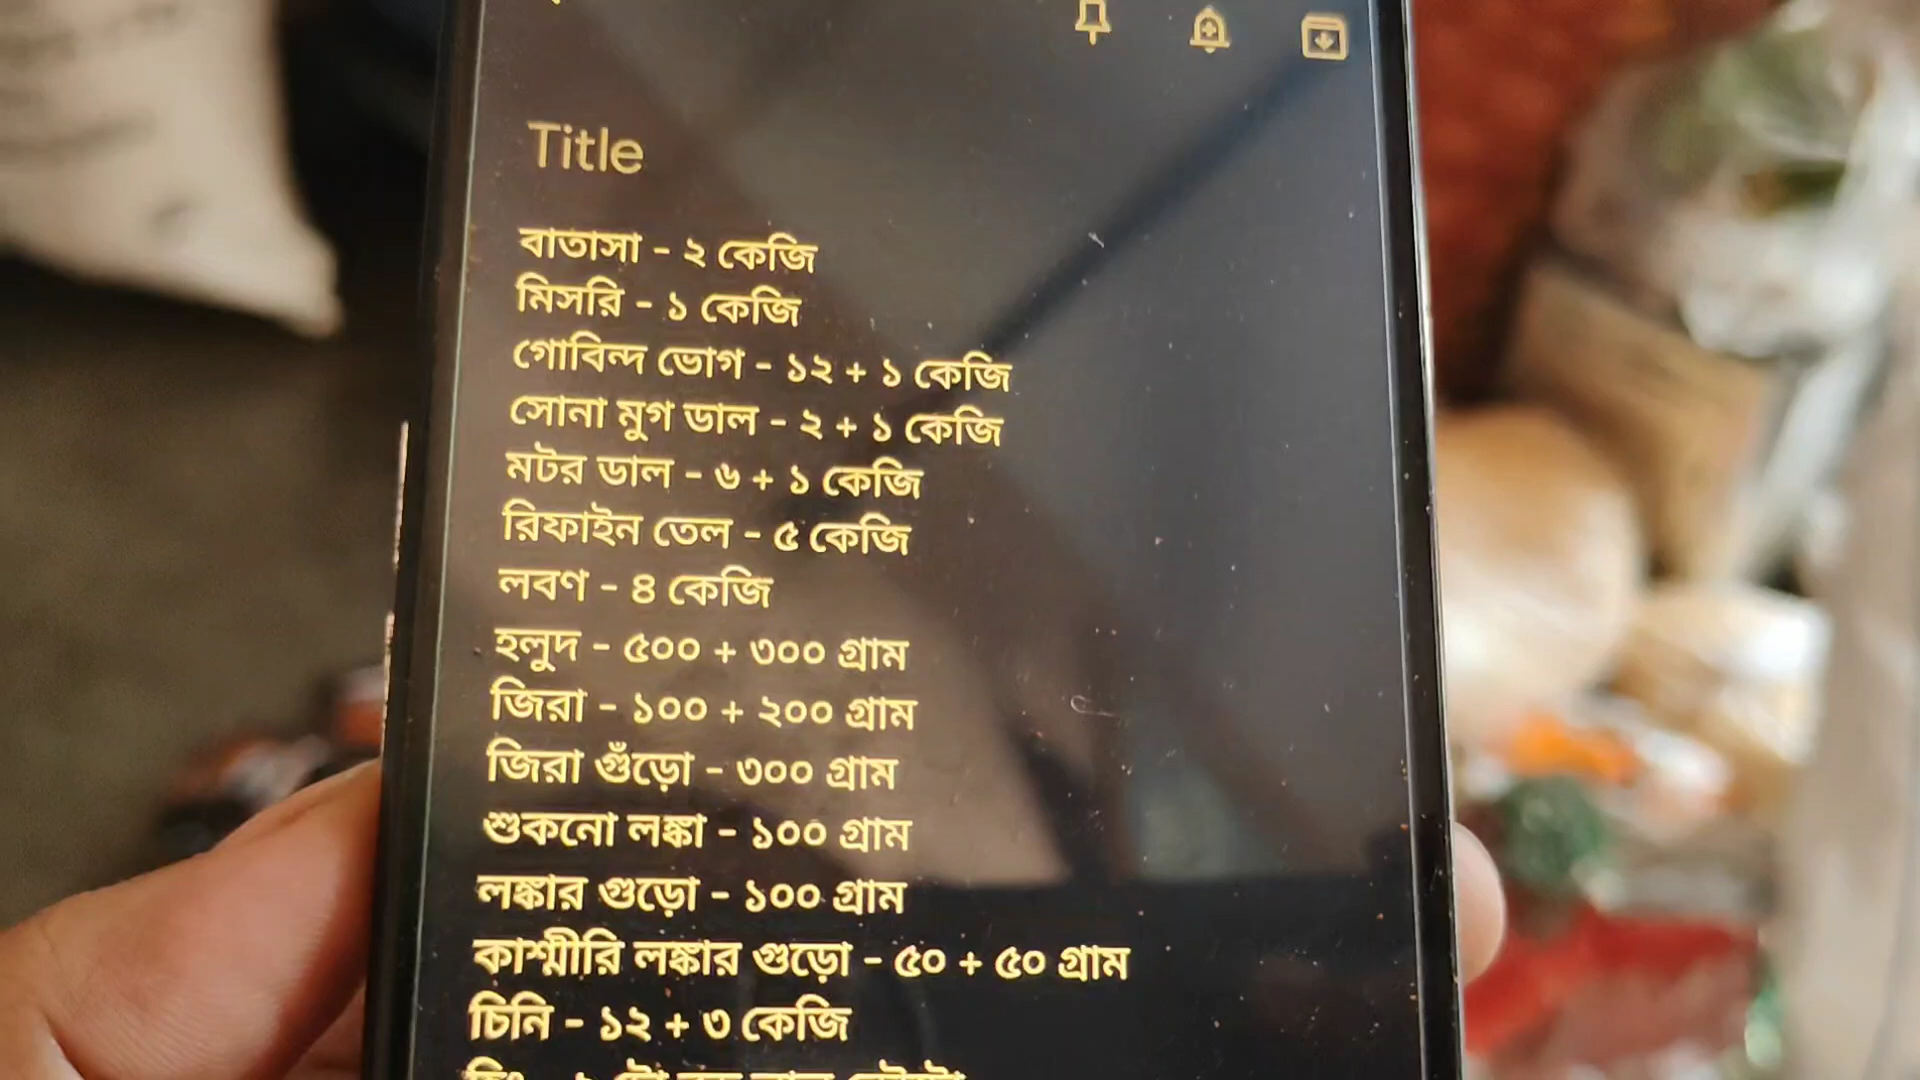 Title
বাতাসা - ২ কেজি
মিসরি - ১ কেজি
গোবিন্দ ভোগ - ১২ + ১ কেজি
সোনা মুগ ডাল - ২ + ১ কেজি
মটর ডাল - ৬ + ১ কেজি
রিফাইন তেল - ৫ কেজি
লবণ - ৪ কেজি
হলুদ - ৫০০ + ৩০০ গ্রাম
জিরা - ১০০ + ২০০ গ্রাম
জিরা গুঁড়ো - ৩০০ গ্রাম
শুকনো লঙ্কা - ১০০ গ্রাম
লঙ্কার গুড়ো - ১০০ গ্রাম
কাশ্মীরি লঙ্কার গুড়ো - ৫০ + ৫০ গ্রাম
চিনি - ১২ + ৩ কেজি